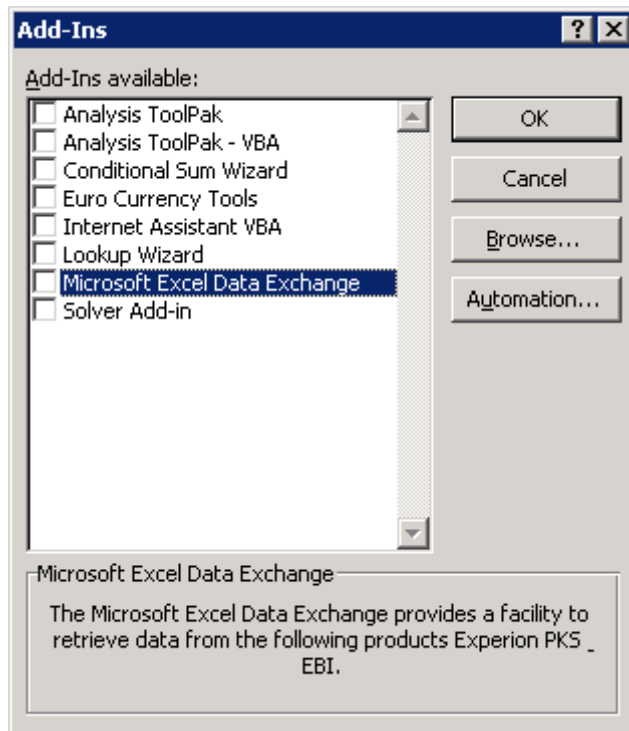 Add-Ins
Add-Ins available:
Analysis ToolPak
Analysis ToolPak - VBA
Conditional Sum Wizard
Euro Currency Tools
Internet Assistant VBA
Lookup Wizard
Microsoft Excel Data Exchange
Solver Add-in
OK
Cancel
Browse...
Automation...
Microsoft Excel Data Exchange
The Microsoft Excel Data Exchange provides a facility to
retrieve data from the following products Experion PKS _
EBI.